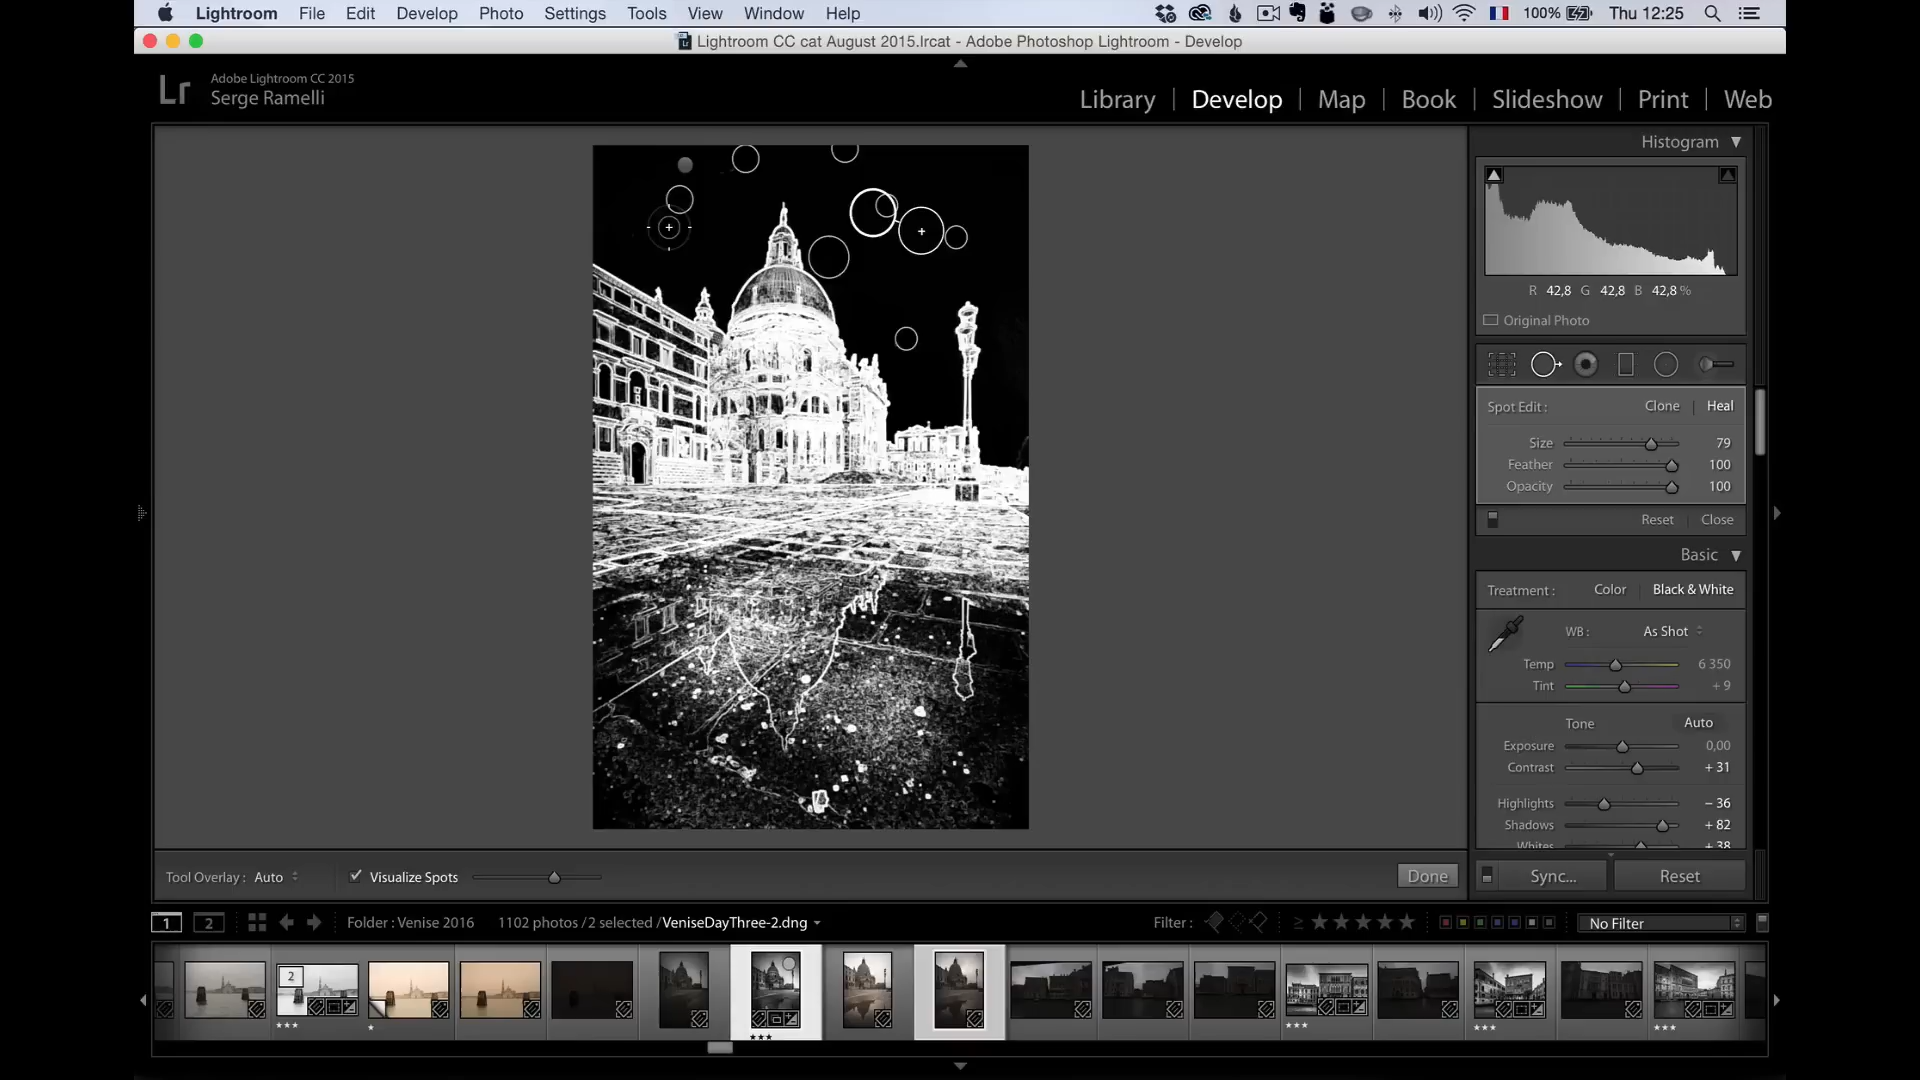 Lightroom File Edit Develop Photo Settings Tools View Window Help 100% Thu 12:25
Lightroom CC cat August 2015.lrcat - Adobe Photoshop Lightroom - Develop
Lr
Adobe Lightroom CC 2015
Serge Ramelli
Library | Develop | Map | Book | Slideshow | Print | Web
Histogram
R 42,8 G 42,8 B 42,8 %
Original Photo
Spot Edit : Clone | Heal
Size 79
Feather 100
Opacity 100
Reset | Close
Basic
Treatment : Color | Black & White
WB : As Shot
Temp 6 350
Tint + 9
Tone Auto
Exposure 0,00
Contrast + 31
Highlights – 36
Shadows + 82
Whites + 38
Tool Overlay : Auto Visualize Spots Done
Sync... Reset
1 2 Folder : Venise 2016 1102 photos /2 selected /VeniseDayThree-2.dng Filter : ≥ ★★★★★ No Filter
2